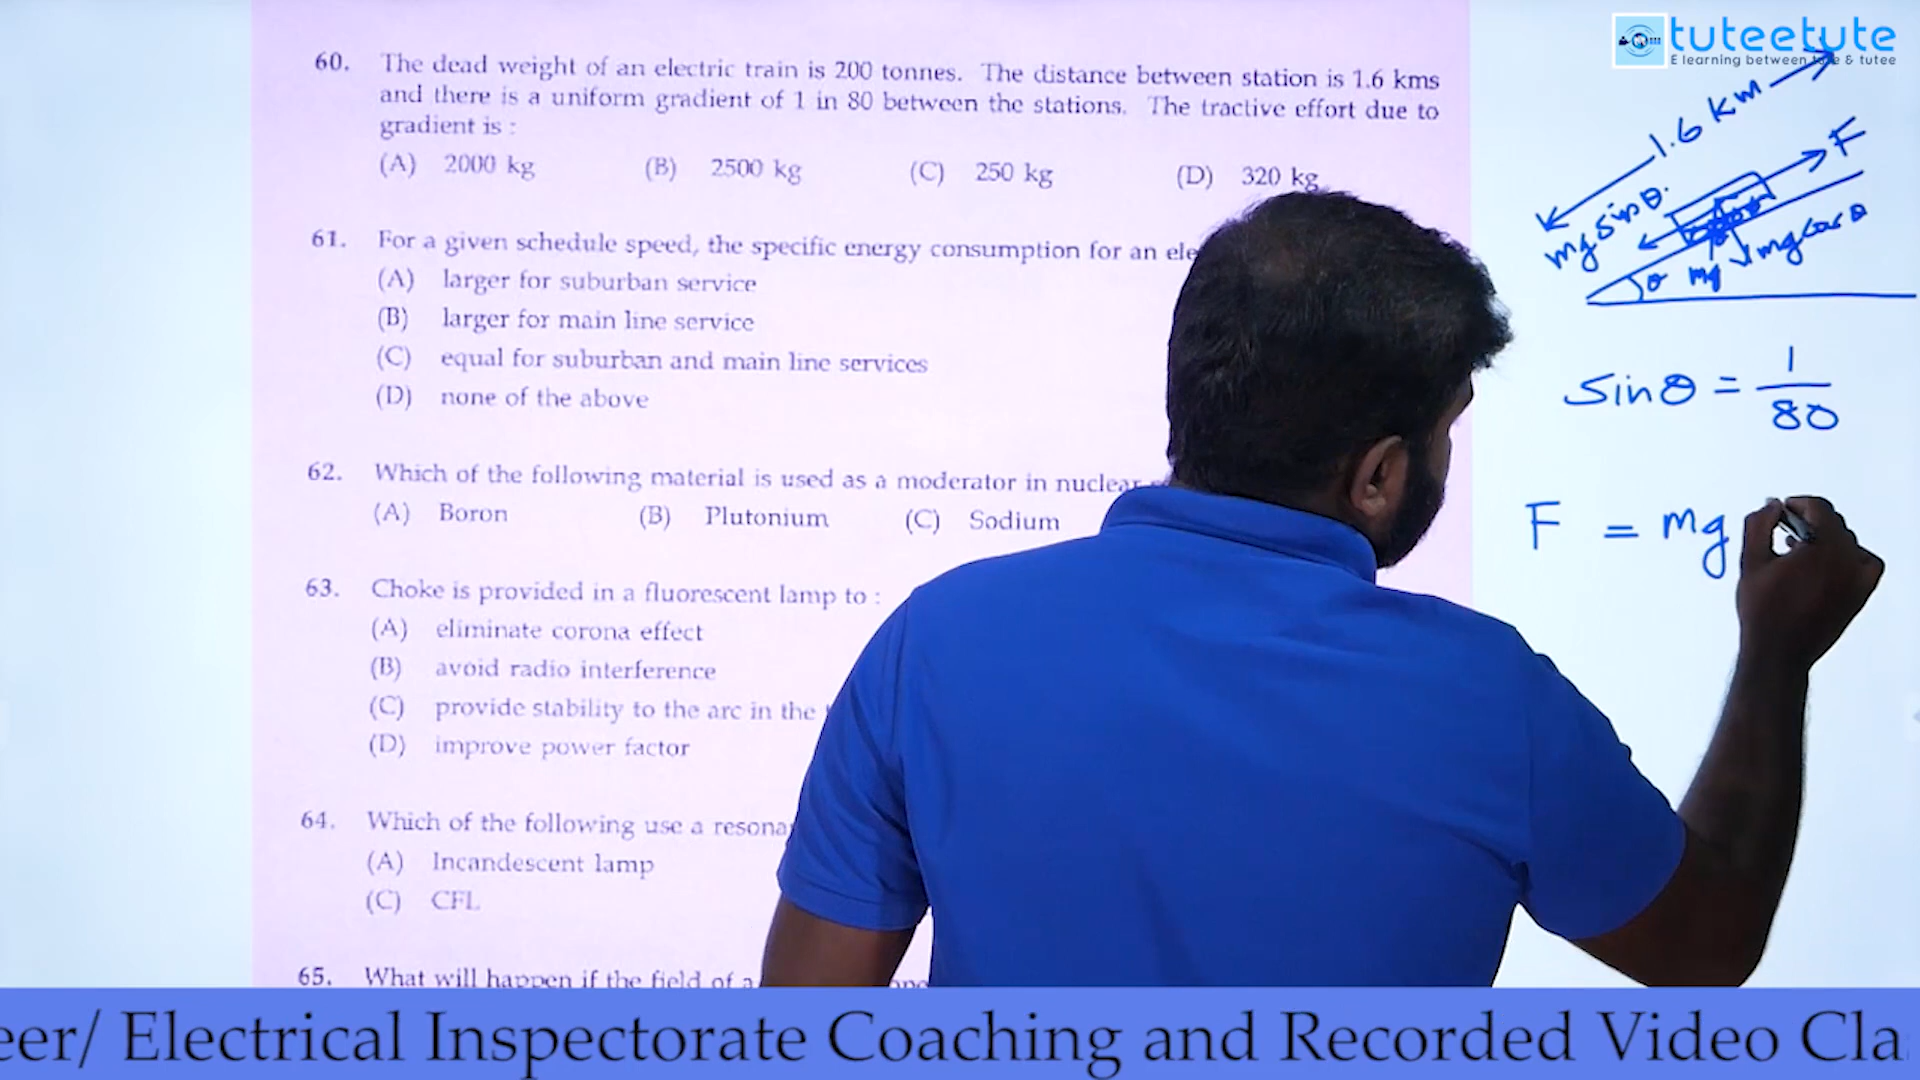 tuteetute
E learning between tute & tutee
60. The dead weight of an electric train is 200 tonnes. The distance between station is 1.6 kms
and there is a uniform gradient of 1 in 80 between the stations. The tractive effort due to
gradient is :
(A) 2000 kg (B) 2500 kg (C) 250 kg (D) 320 kg
61. For a given schedule speed, the specific energy consumption for an ele
(A) larger for suburban service
(B) larger for main line service
(C) equal for suburban and main line services
(D) none of the above
62. Which of the following material is used as a moderator in nuclear
(A) Boron (B) Plutonium (C) Sodium
63. Choke is provided in a fluorescent lamp to :
(A) eliminate corona effect
(B) avoid radio interference
(C) provide stability to the arc in the
(D) improve power factor
64. Which of the following use a resona
(A) Incandescent lamp
(C) CFL
65. What will happen if the field of a
1.6 km
F
mg sinθ
θ mg mg cosθ
sinθ = 1/80
F = mg
eer/ Electrical Inspectorate Coaching and Recorded Video Cla